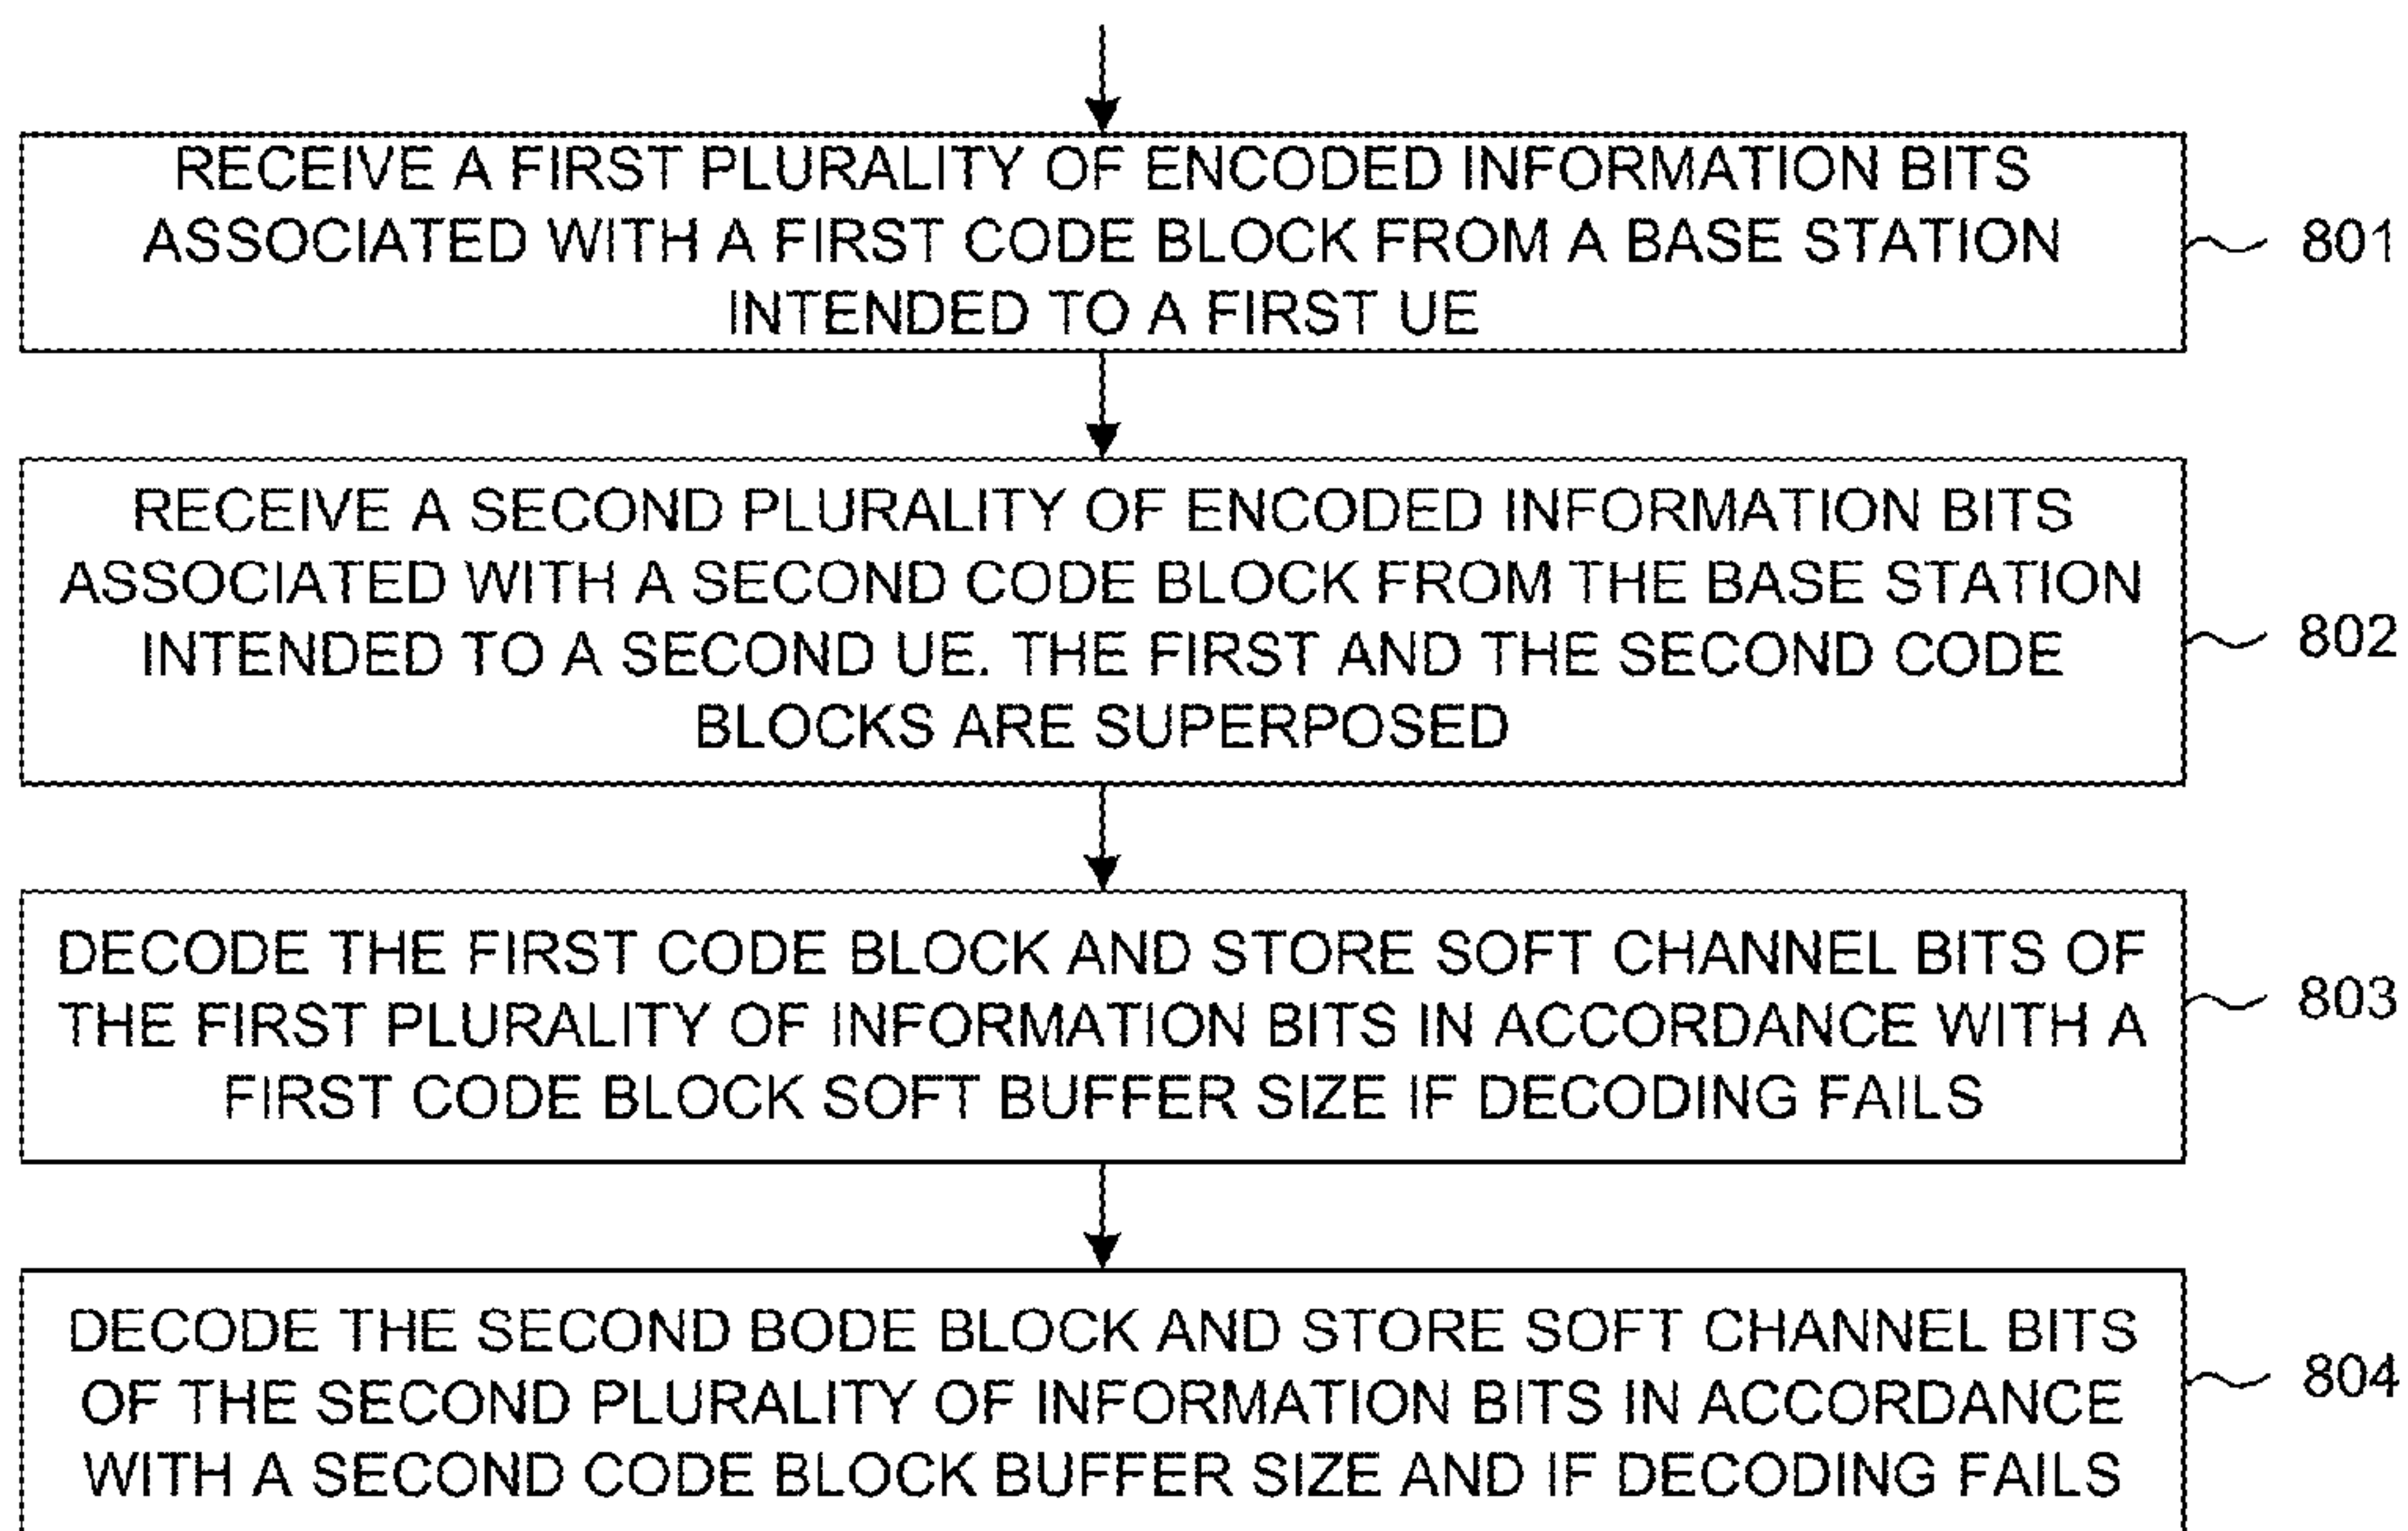 RECEIVE A FIRST PLURALITY OF ENCODED INFORMATION BITS
ASSOCIATED WITH A FIRST CODE BLOCK FROM A BASE STATION
INTENDED TO A FIRST UE
801
RECEIVE A SECOND PLURALITY OF ENCODED INFORMATION BITS
ASSOCIATED WITH A SECOND CODE BLOCK FROM THE BASE STATION
INTENDED TO A SECOND UE. THE FIRST AND THE SECOND CODE
BLOCKS ARE SUPERPOSED
802
DECODE THE FIRST CODE BLOCK AND STORE SOFT CHANNEL BITS OF
THE FIRST PLURALITY OF INFORMATION BITS IN ACCORDANCE WITH A
FIRST CODE BLOCK SOFT BUFFER SIZE IF DECODING FAILS
803
DECODE THE SECOND BODE BLOCK AND STORE SOFT CHANNEL BITS
OF THE SECOND PLURALITY OF INFORMATION BITS IN ACCORDANCE
WITH A SECOND CODE BLOCK BUFFER SIZE AND IF DECODING FAILS
804